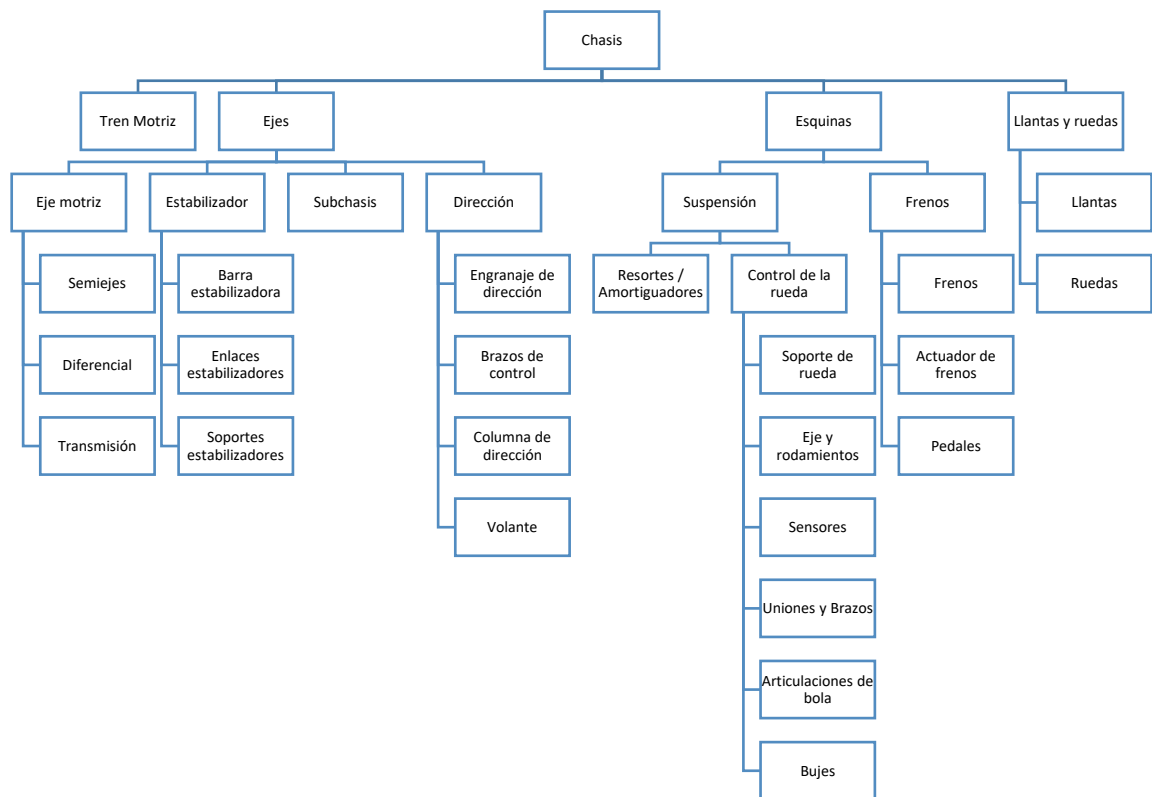 Chasis
Tren Motriz
Ejes
Esquinas
Llantas y ruedas
Eje motriz
Estabilizador
Subchasis
Dirección
Suspensión
Frenos
Llantas
Semiejes
Barra
estabilizadora
Engranaje de
dirección
Resortes /
Amortiguadores
Control de la
rueda
Frenos
Ruedas
Diferencial
Enlaces
estabilizadores
Brazos de
control
Soporte de
rueda
Actuador de
frenos
Transmisión
Soportes
estabilizadores
Columna de
dirección
Eje y
rodamientos
Pedales
Volante
Sensores
Uniones y Brazos
Articulaciones de
bola
Bujes